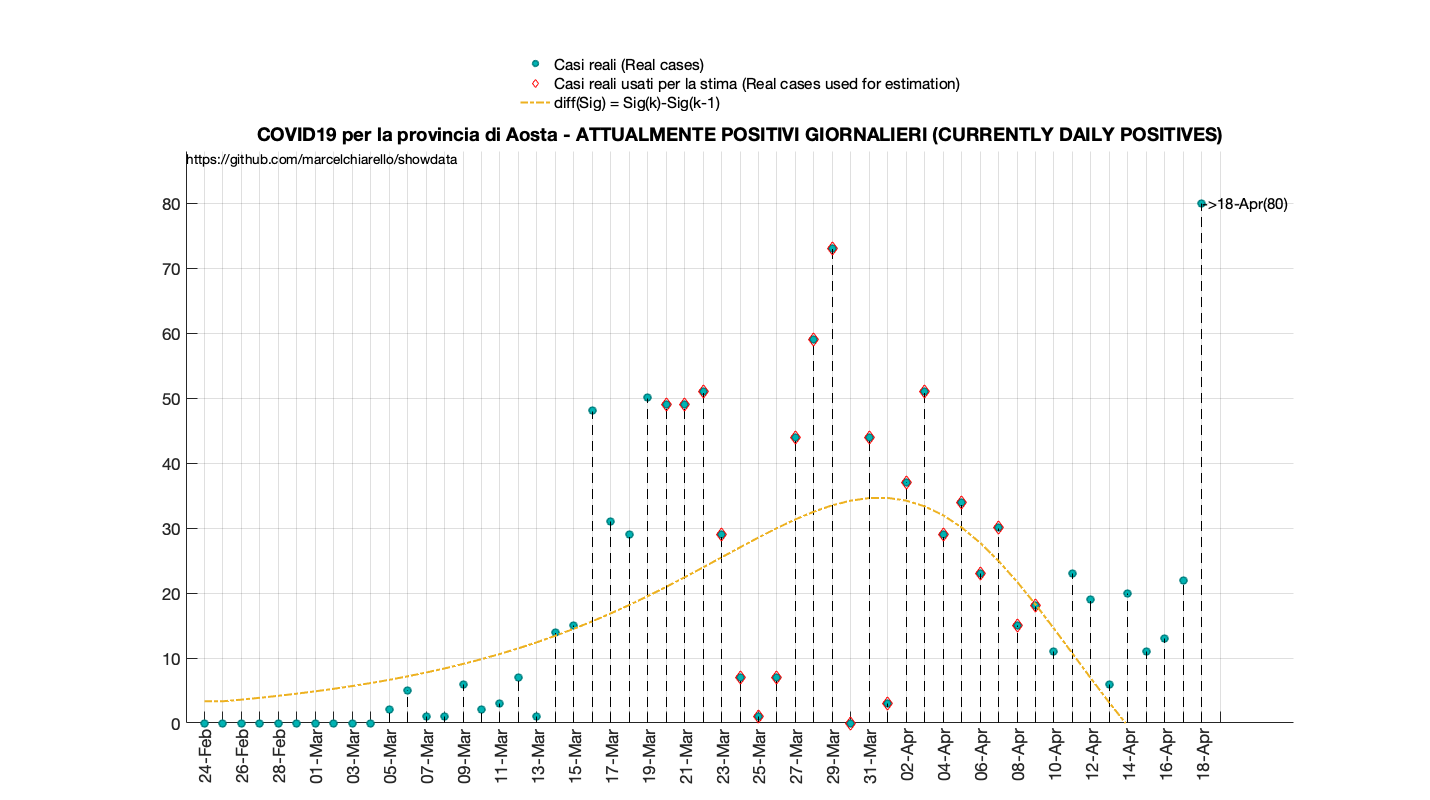 Casi reali (Real cases)
Casi reali usati per la stima (Real cases used for estimation)
diff(Sig) = Sig(k)-Sig(k-1)
COVID19 per la provincia di Aosta - ATTUALMENTE POSITIVI GIORNALIERI (CURRENTLY DAILY POSITIVES)
https://github.com/marcelchiarello/showdata
80
->18-Apr(80)
70
60
50
40
30
20
10
0
24-Feb
26-Feb
28-Feb
01-Mar
03-Mar
05-Mar
07-Mar
09-Mar
11-Mar
13-Mar
15-Mar
17-Mar
19-Mar
21-Mar
23-Mar
25-Mar
27-Mar
29-Mar
31-Mar
02-Apr
04-Apr
06-Apr
08-Apr
10-Apr
12-Apr
14-Apr
16-Apr
18-Apr